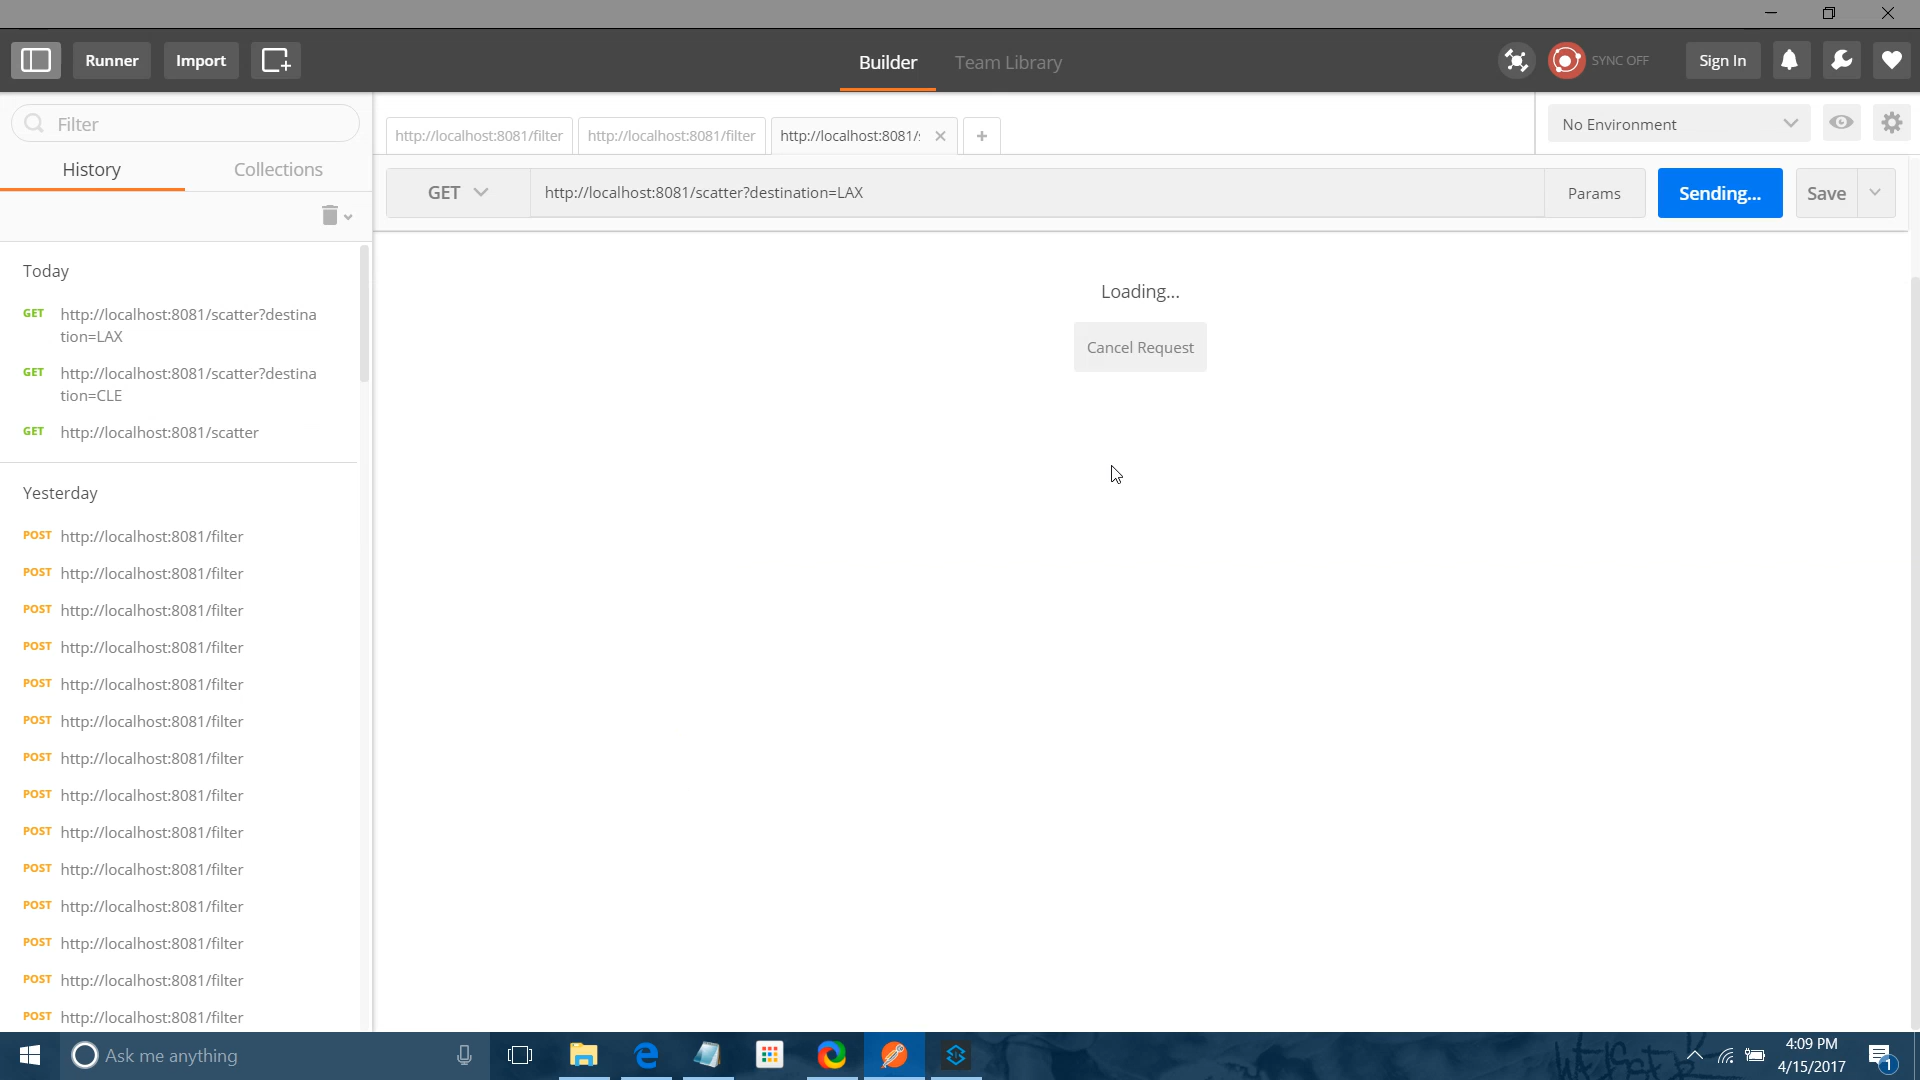 Runner
Import
Builder
Team Library
SYNC OFF
Sign In
Filter
http://localhost:8081/filter
http://localhost:8081/filter
http://localhost:8081/
No Environment
History
Collections
GET
http://localhost:8081/scatter?destination=LAX
Params
Sending...
Save
Today
Loading...
GET http://localhost:8081/scatter?destina
tion=LAX
Cancel Request
GET http://localhost:8081/scatter?destina
tion=CLE
GET http://localhost:8081/scatter
Yesterday
POST http://localhost:8081/filter
POST http://localhost:8081/filter
POST http://localhost:8081/filter
POST http://localhost:8081/filter
POST http://localhost:8081/filter
POST http://localhost:8081/filter
POST http://localhost:8081/filter
POST http://localhost:8081/filter
POST http://localhost:8081/filter
POST http://localhost:8081/filter
POST http://localhost:8081/filter
POST http://localhost:8081/filter
POST http://localhost:8081/filter
POST http://localhost:8081/filter
Ask me anything
4:09 PM
4/15/2017
1